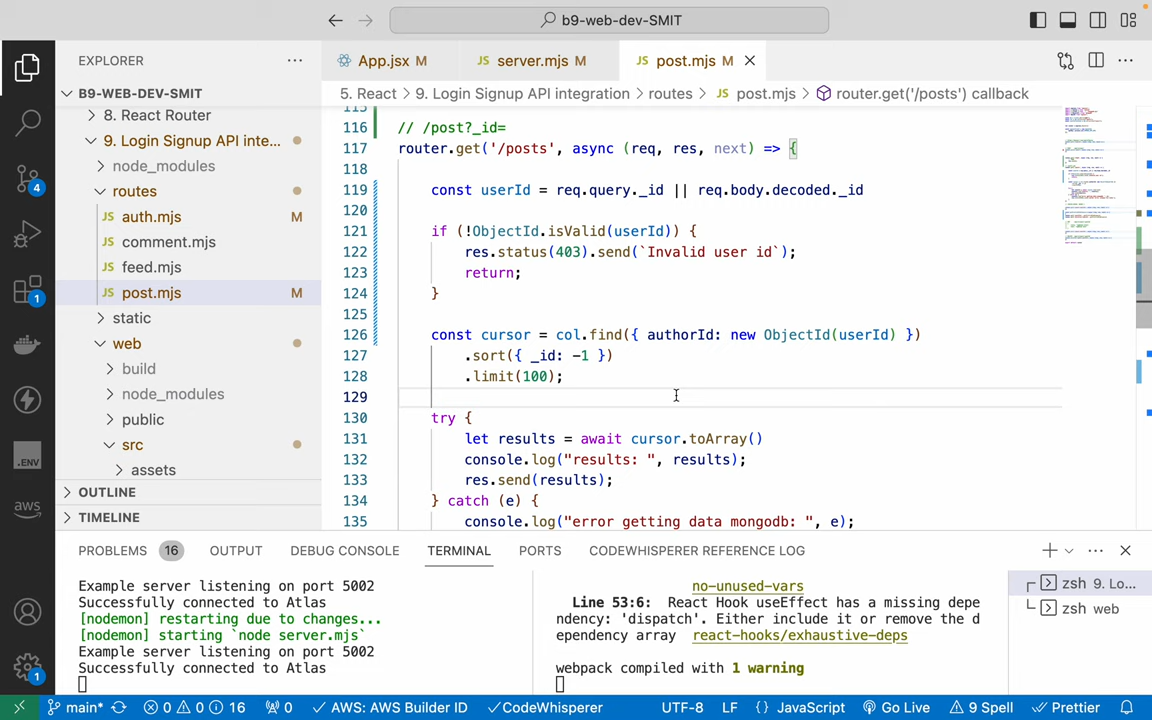 b9-web-dev-SMIT
EXPLORER
App.jsx M
JS server.mjs M
JS post.mjs M
B9-WEB-DEV-SMIT
8. React Router
9. Login Signup API inte...
node_modules
routes
JS auth.mjs M
JS comment.mjs
JS feed.mjs
JS post.mjs M
static
web
build
node_modules
public
src
assets
OUTLINE
TIMELINE
4
1
.ENV
aws
1
5. React > 9. Login Signup API integration > routes > JS post.mjs > router.get('/posts') callback
115
116 // /post?_id=
117 router.get('/posts', async (req, res, next) => {
118
119 const userId = req.query._id || req.body.decoded._id
120
121 if (!ObjectId.isValid(userId)) {
122 res.status(403).send(`Invalid user id`);
123 return;
124 }
125
126 const cursor = col.find({ authorId: new ObjectId(userId) })
127 .sort({ _id: -1 })
128 .limit(100);
129
130 try {
131 let results = await cursor.toArray()
132 console.log("results: ", results);
133 res.send(results);
134 } catch (e) {
135 console.log("error getting data mongodb: ", e);
PROBLEMS 16 OUTPUT DEBUG CONSOLE TERMINAL PORTS CODEWHISPERER REFERENCE LOG
Example server listening on port 5002
Successfully connected to Atlas
[nodemon] restarting due to changes...
[nodemon] starting `node server.mjs`
Example server listening on port 5002
Successfully connected to Atlas
no-unused-vars
Line 53:6: React Hook useEffect has a missing depe
ndency: 'dispatch'. Either include it or remove the d
ependency array react-hooks/exhaustive-deps
webpack compiled with 1 warning
zsh 9. Lo...
zsh web
main* 0 0 16 0 AWS: AWS Builder ID CodeWhisperer UTF-8 LF {} JavaScript Go Live 9 Spell Prettier